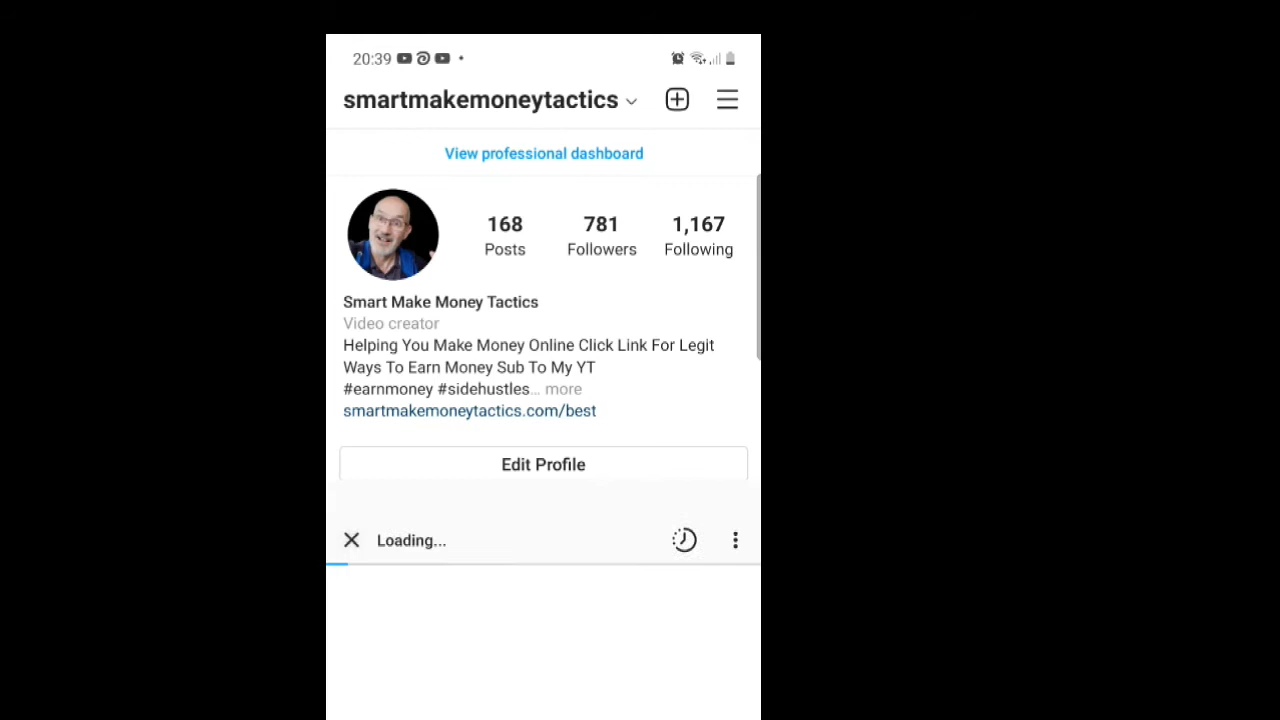 20:39
smartmakemoneytactics
View professional dashboard
168 781 1,167
Posts Followers Following
Smart Make Money Tactics
Video creator
Helping You Make Money Online Click Link For Legit
Ways To Earn Money Sub To My YT
#earnmoney #sidehustles... more
smartmakemoneytactics.com/best
Edit Profile
Loading...